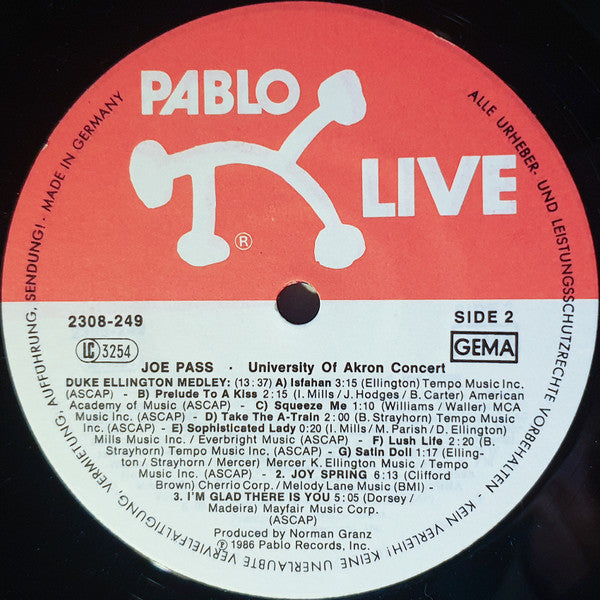 PABLO
LIVE
®
MADE IN GERMANY
ALLE URHEBER- UND LEISTUNGSSCHUTZRECHTE VORBEHALTEN - KEIN VERLEIH! KEINE UNERLAUBTE VERVIELFÄLTIGUNG, VERMIETUNG, AUFFÜHRUNG, SENDUNG!
2308-249
SIDE 2
LC 3254
GEMA
JOE PASS · University Of Akron Concert
DUKE ELLINGTON MEDLEY: (13:37) A) Isfahan 3:15 (Ellington) Tempo Music Inc.
(ASCAP) - B) Prelude To A Kiss 2:15 (I. Mills / J. Hodges / B. Carter) American
Academy of Music (ASCAP) - C) Squeeze Me 1:10 (Williams / Waller) MCA
Music Inc. (ASCAP) - D) Take The A-Train 2:00 (B. Strayhorn) Tempo Music Inc.
(ASCAP) - E) Sophisticated Lady 0:20 (I. Mills / M. Parish / D. Ellington)
Mills Music Inc. / Everbright Music (ASCAP) - F) Lush Life 2:20 (B.
Strayhorn) Tempo Music Inc. (ASCAP) - G) Satin Doll 1:17 (Elling-
ton / Strayhorn / Mercer) Mercer K. Ellington Music / Tempo
Music Inc. (ASCAP) - 2. JOY SPRING 6:13 (Clifford
Brown) Cherrio Corp. / Melody Lane Music (BMI) -
3. I'M GLAD THERE IS YOU 5:05 (Dorsey /
Madeira) Mayfair Music Corp.
(ASCAP)
Produced by Norman Granz
℗ 1986 Pablo Records, Inc.